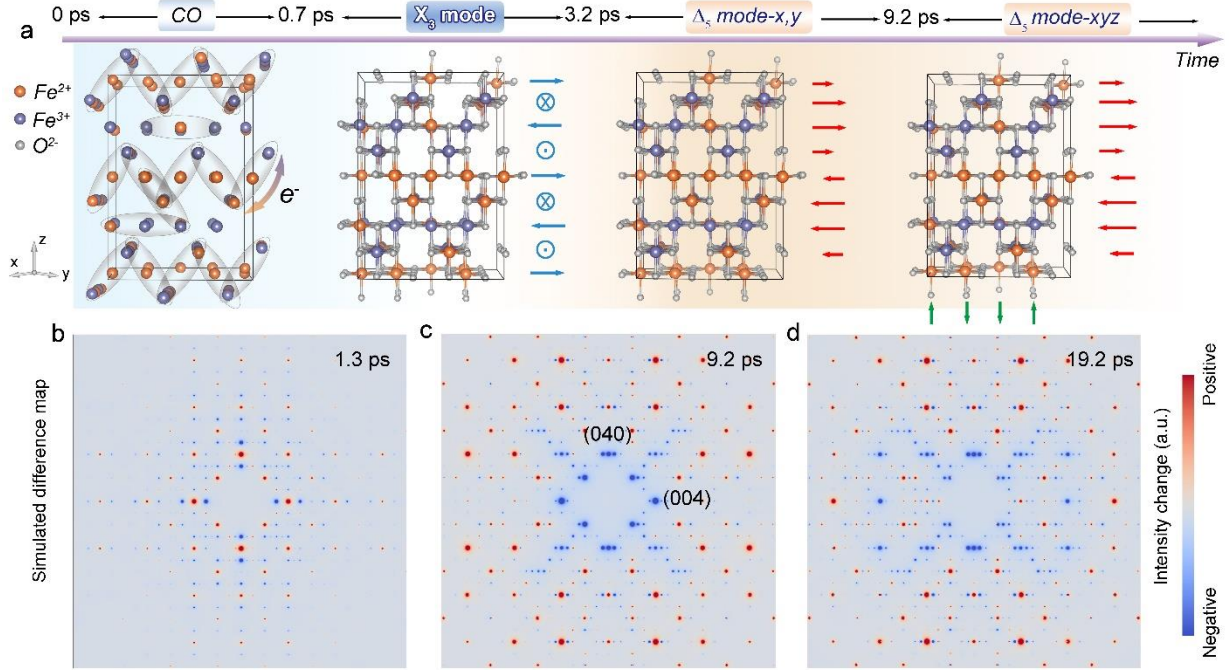 0 ps CO 0.7 ps X₃ mode 3.2 ps Δ₅ mode-x,y 9.2 ps Δ₅ mode-xyz
a
Time
Fe²⁺
Fe³⁺
O²⁻
e⁻
z
x
y
b
1.3 ps
c
9.2 ps
(040)
(004)
d
19.2 ps
Simulated difference map
Intensity change (a.u.)
Positive
Negative